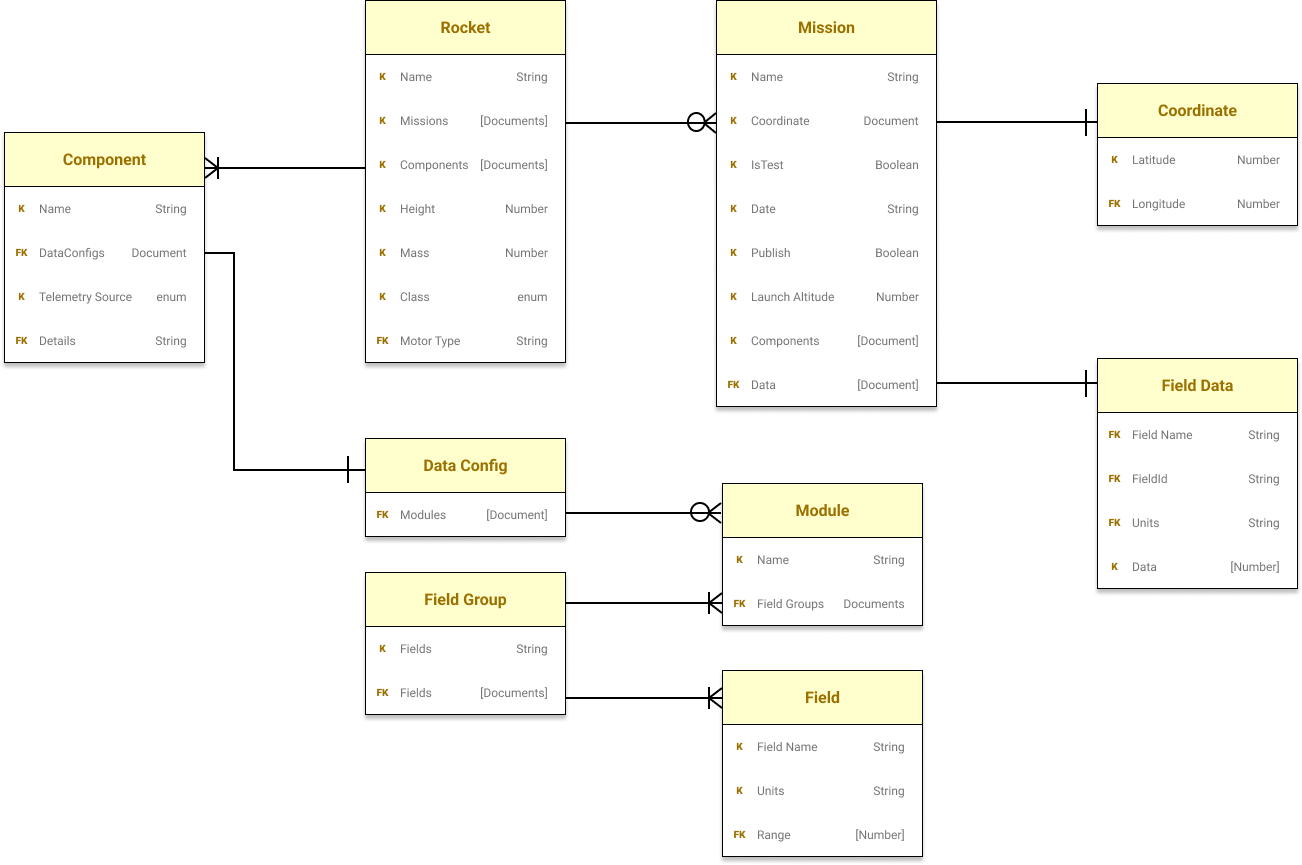 Rocket
K Name String
K Missions [Documents]
K Components [Documents]
K Height Number
K Mass Number
K Class enum
FK Motor Type String
Mission
K Name String
K Coordinate Document
K IsTest Boolean
K Date String
K Publish Boolean
K Launch Altitude Number
K Components [Document]
FK Data [Document]
Coordinate
K Latitude Number
FK Longitude Number
Component
K Name String
FK DataConfigs Document
K Telemetry Source enum
FK Details String
Field Data
FK Field Name String
FK FieldId String
FK Units String
K Data [Number]
Data Config
FK Modules [Document]
Module
K Name String
FK Field Groups Documents
Field Group
K Fields String
FK Fields [Documents]
Field
K Field Name String
K Units String
FK Range [Number]